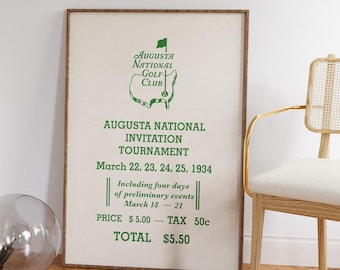 AUGUSTA
NATIONAL
GOLF
CLUB
AUGUSTA NATIONAL
INVITATION
TOURNAMENT
March 22, 23, 24, 25, 1934
Including four days
of preliminary events
March 18 — 21
PRICE $ 5.00 — TAX 50c
TOTAL $5.50